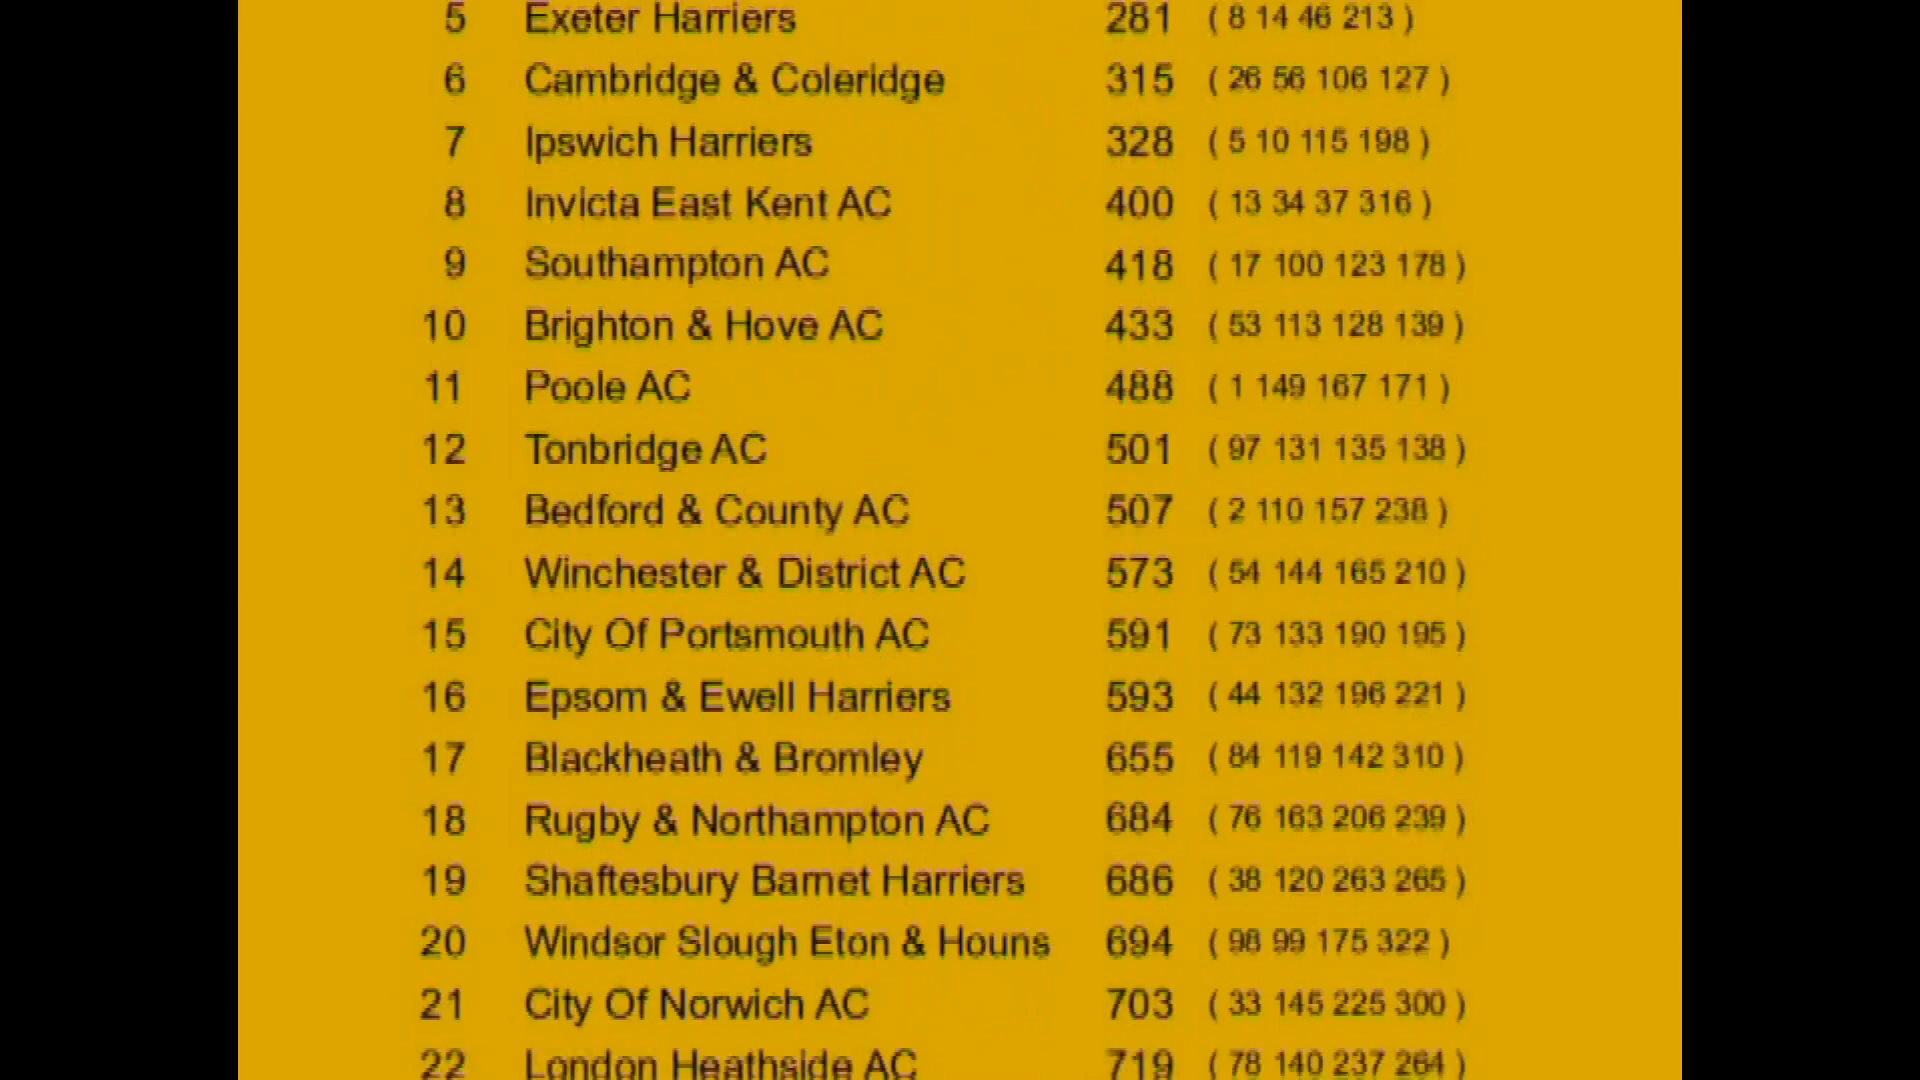 5 Exeter Harriers 281 ( 8 14 46 213 )
6 Cambridge & Coleridge 315 ( 26 56 106 127 )
7 Ipswich Harriers 328 ( 5 10 115 198 )
8 Invicta East Kent AC 400 ( 13 34 37 316 )
9 Southampton AC 418 ( 17 100 123 178 )
10 Brighton & Hove AC 433 ( 53 113 128 139 )
11 Poole AC 488 ( 1 149 167 171 )
12 Tonbridge AC 501 ( 97 131 135 138 )
13 Bedford & County AC 507 ( 2 110 157 238 )
14 Winchester & District AC 573 ( 54 144 165 210 )
15 City Of Portsmouth AC 591 ( 73 133 190 195 )
16 Epsom & Ewell Harriers 593 ( 44 132 196 221 )
17 Blackheath & Bromley 655 ( 84 119 142 310 )
18 Rugby & Northampton AC 684 ( 76 163 206 239 )
19 Shaftesbury Barnet Harriers 686 ( 38 120 263 265 )
20 Windsor Slough Eton & Houns 694 ( 98 99 175 322 )
21 City Of Norwich AC 703 ( 33 145 225 300 )
22 London Heathside AC 719 ( 78 140 237 264 )